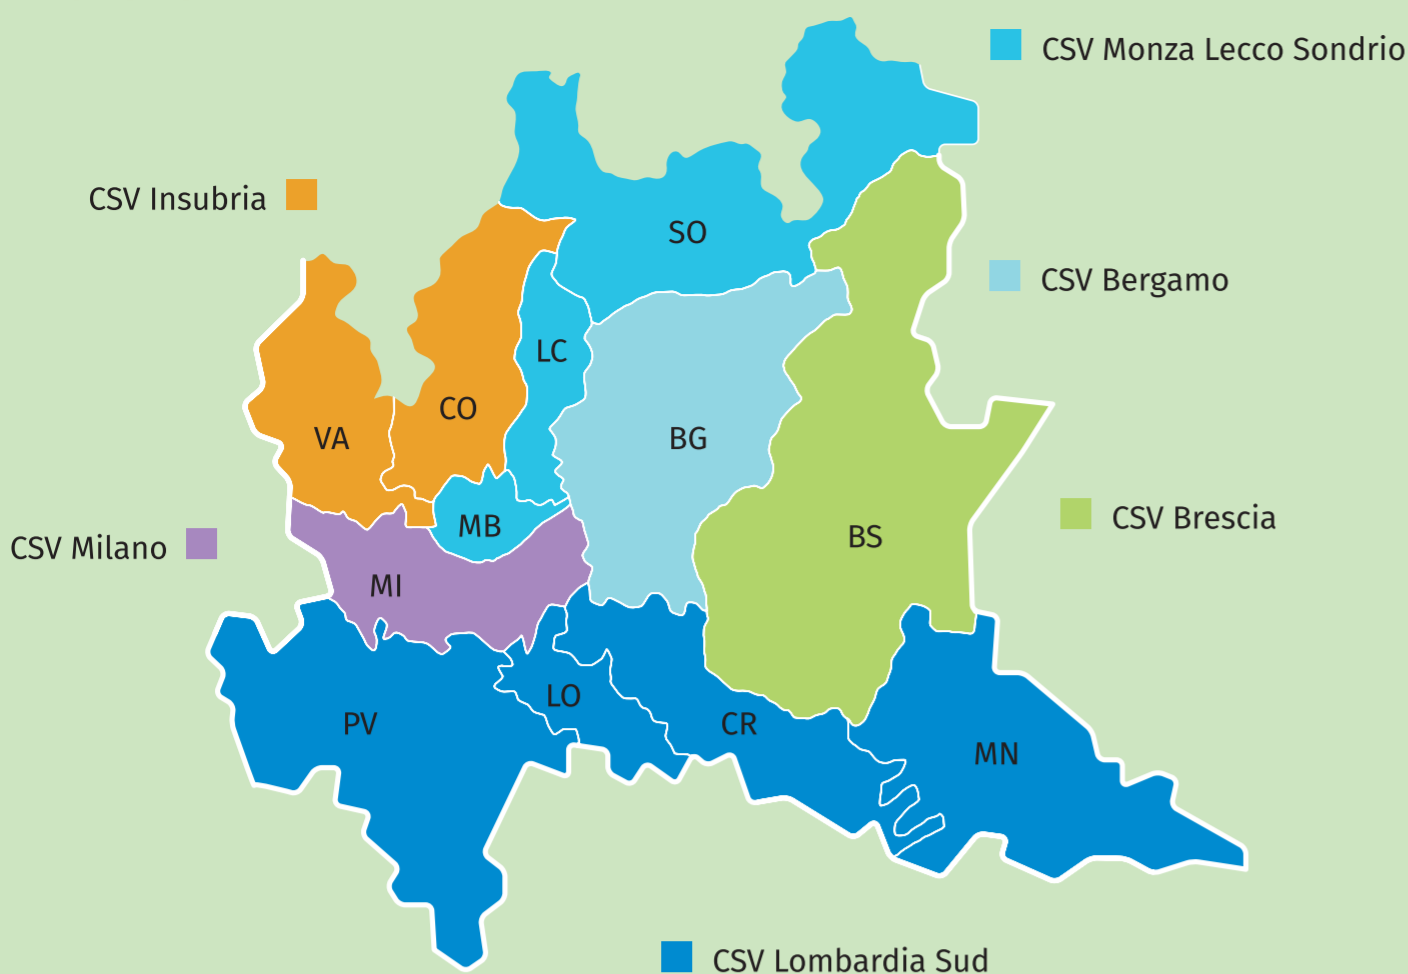 CSV Monza Lecco Sondrio
CSV Insubria
SO
CSV Bergamo
LC
CO
VA
BG
CSV Brescia
MB
BS
CSV Milano
MI
LO
PV
CR
MN
CSV Lombardia Sud